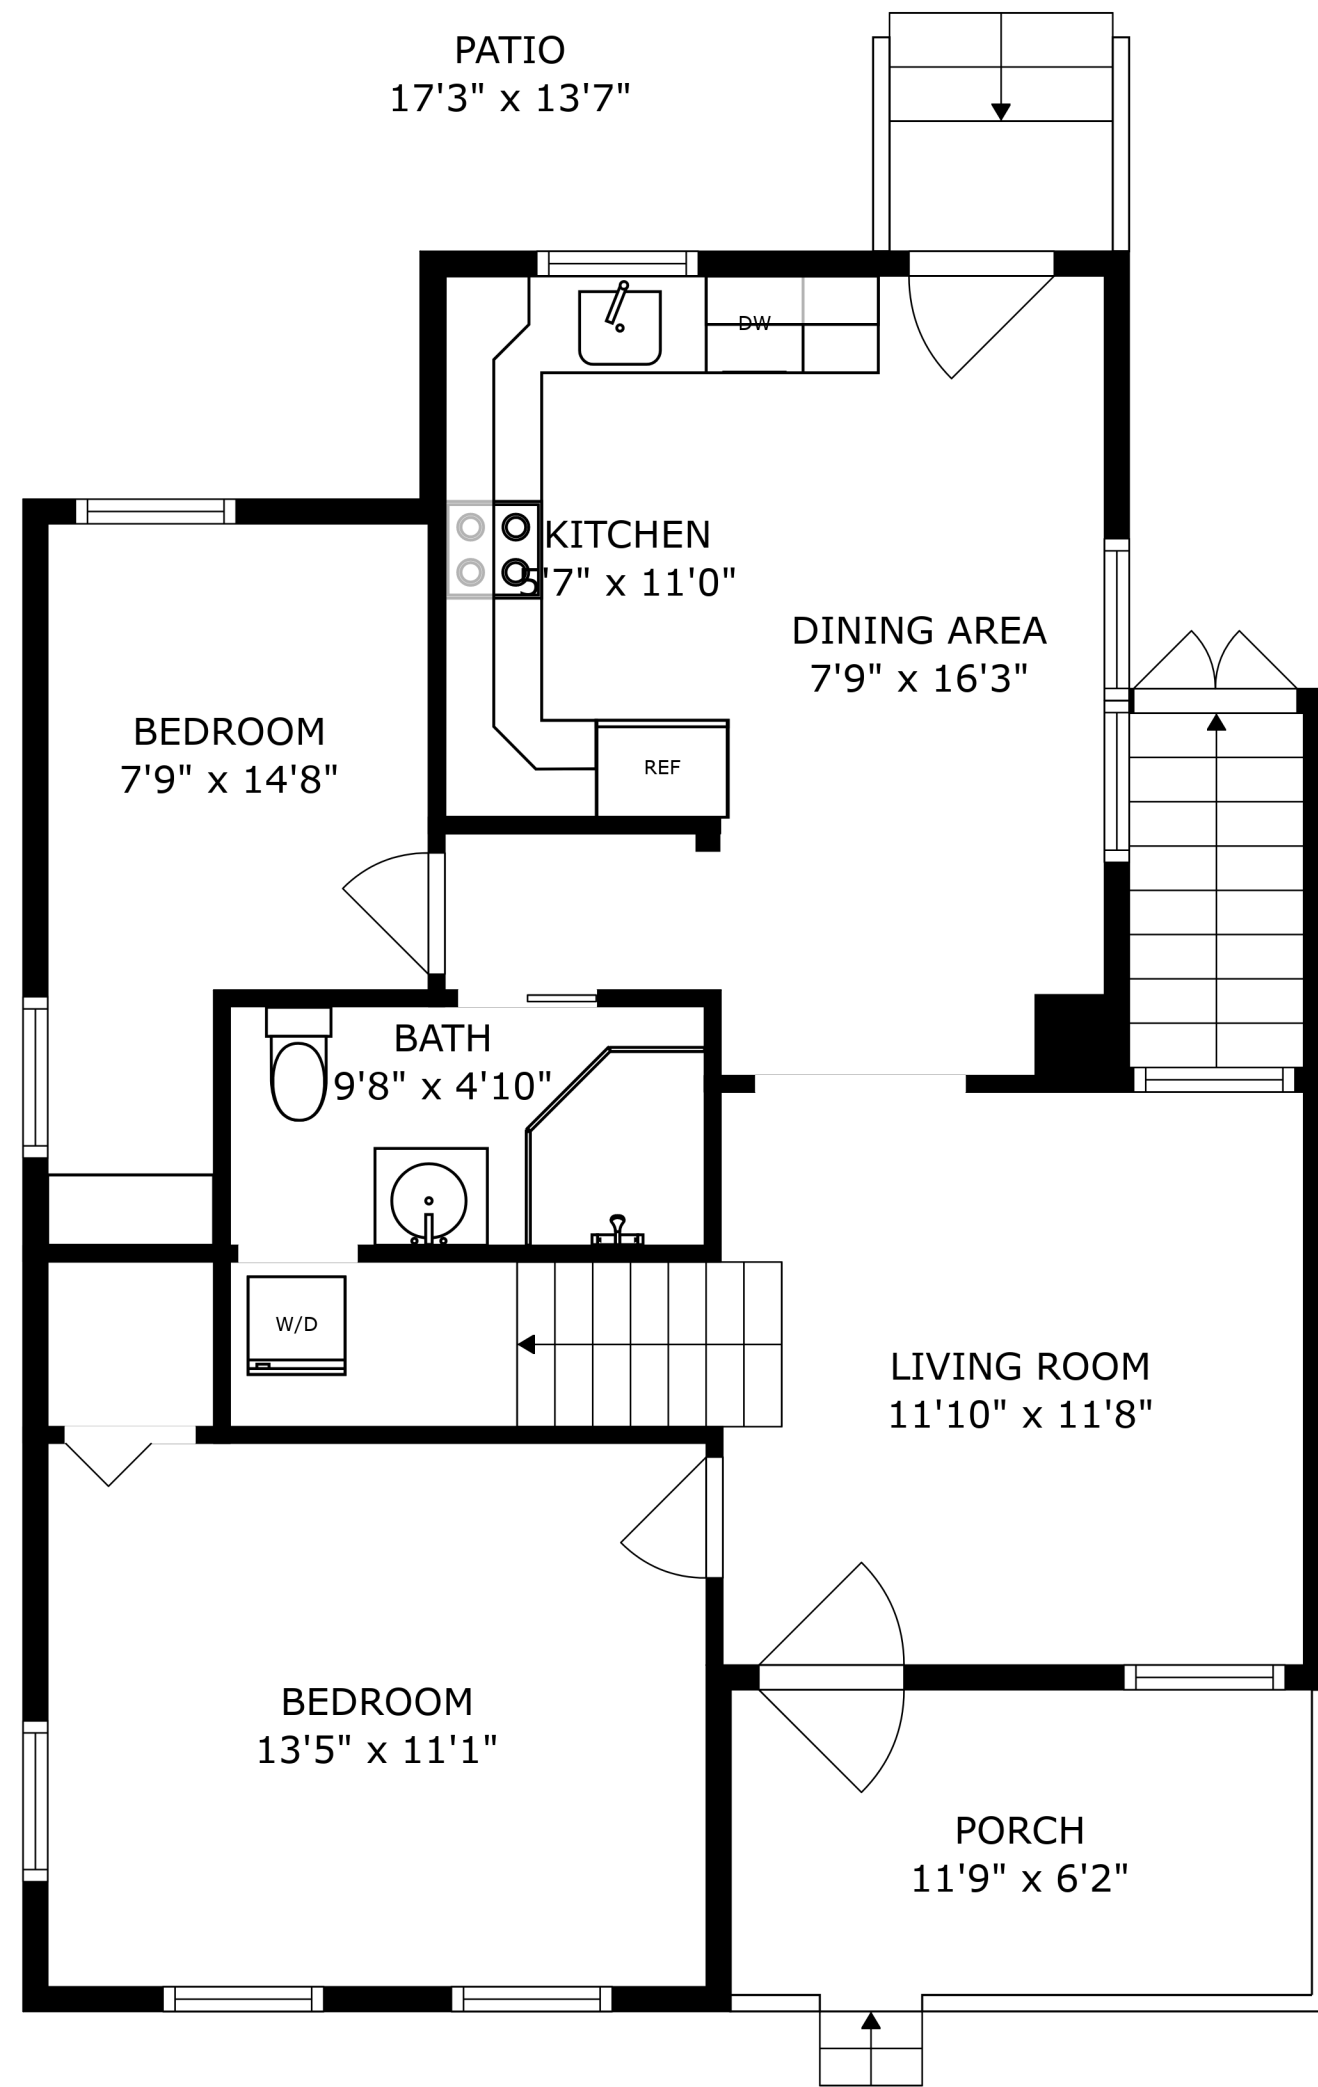 PATIO
17'3" x 13'7"
DW
KITCHEN
5'7" x 11'0"
DINING AREA
7'9" x 16'3"
BEDROOM
7'9" x 14'8"
REF
BATH
9'8" x 4'10"
W/D
LIVING ROOM
11'10" x 11'8"
BEDROOM
13'5" x 11'1"
PORCH
11'9" x 6'2"